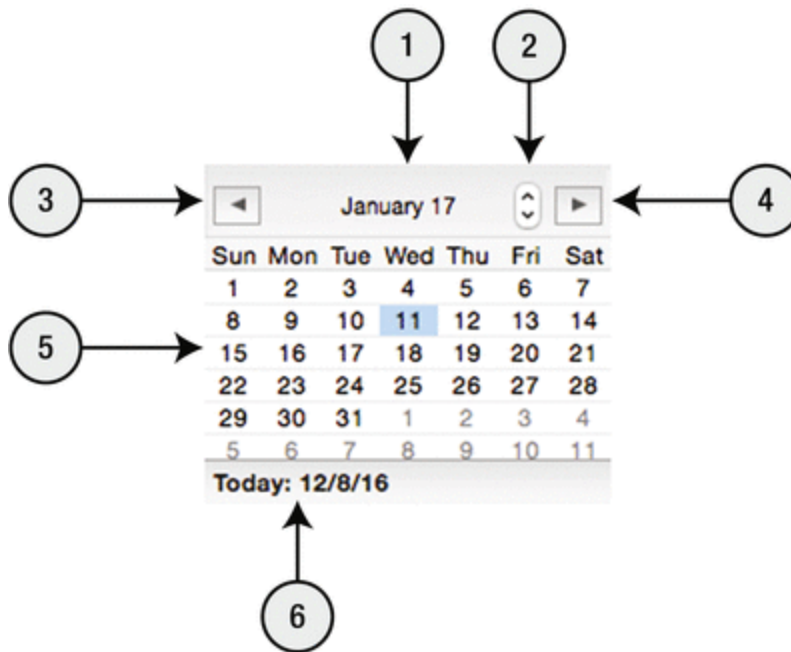 1 2
3 January 17 4
Sun Mon Tue Wed Thu Fri Sat
1 2 3 4 5 6 7
8 9 10 11 12 13 14
5 15 16 17 18 19 20 21
22 23 24 25 26 27 28
29 30 31 1 2 3 4
5 6 7 8 9 10 11
Today: 12/8/16
6